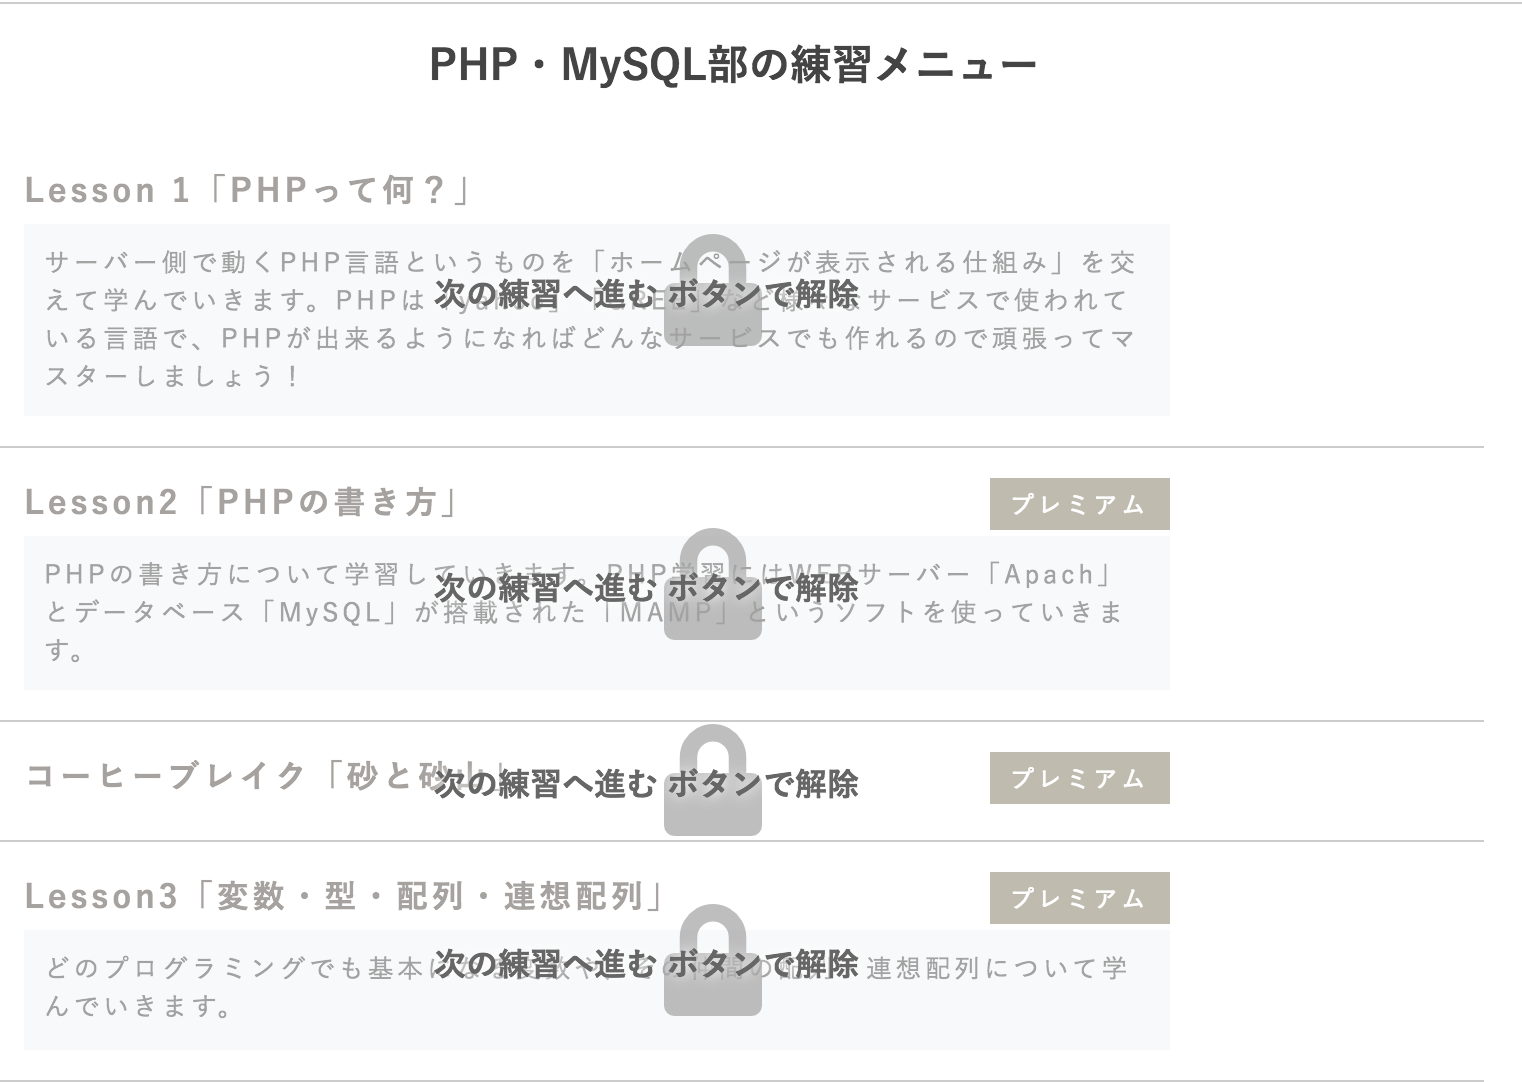 PHP・MySQL部の練習メニュー
Lesson 1「PHPって何？」
サーバー側で動くPHP言語というものを「ホームページが表示される仕組み」を交
えて学んでいきます。PHPは
など様々なサービスで使われて
次の練習へ進む ボタンで解除
いる言語で、PHPが出来るようになればどんなサービスでも作れるので頑張ってマ
スターしましょう！
Lesson2「PHPの書き方」
プレミアム
PHPの書き方について学習していきます。PHP学習にはWEBサーバー「Apach」
次の練習へ進む ボタンで解除
とデータベース「MySQL」が搭載された「MAMP」というソフトを使っていきま
す。
コーヒーブレイク「砂と砂山」
次の練習へ進む ボタンで解除
プレミアム
Lesson3「変数・型・配列・連想配列」
プレミアム
どのプログラミングでも基本になる変数や、その仲間の配列、連想配列について学
次の練習へ進む ボタンで解除
んでいきます。